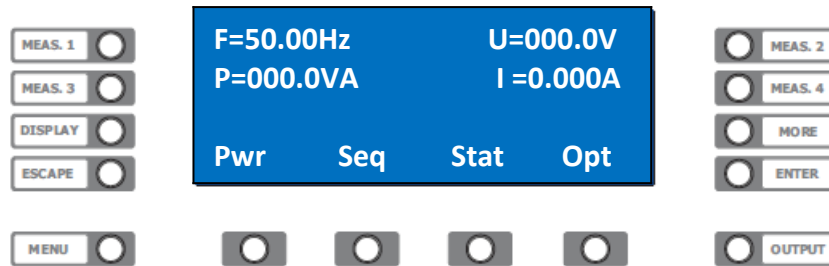 MEAS. 1
F=50.00Hz U=000.0V
MEAS. 2
MEAS. 3
P=000.0VA I =0.000A
MEAS. 4
DISPLAY
MORE
ESCAPE
Pwr Seq Stat Opt
ENTER
MENU
OUTPUT